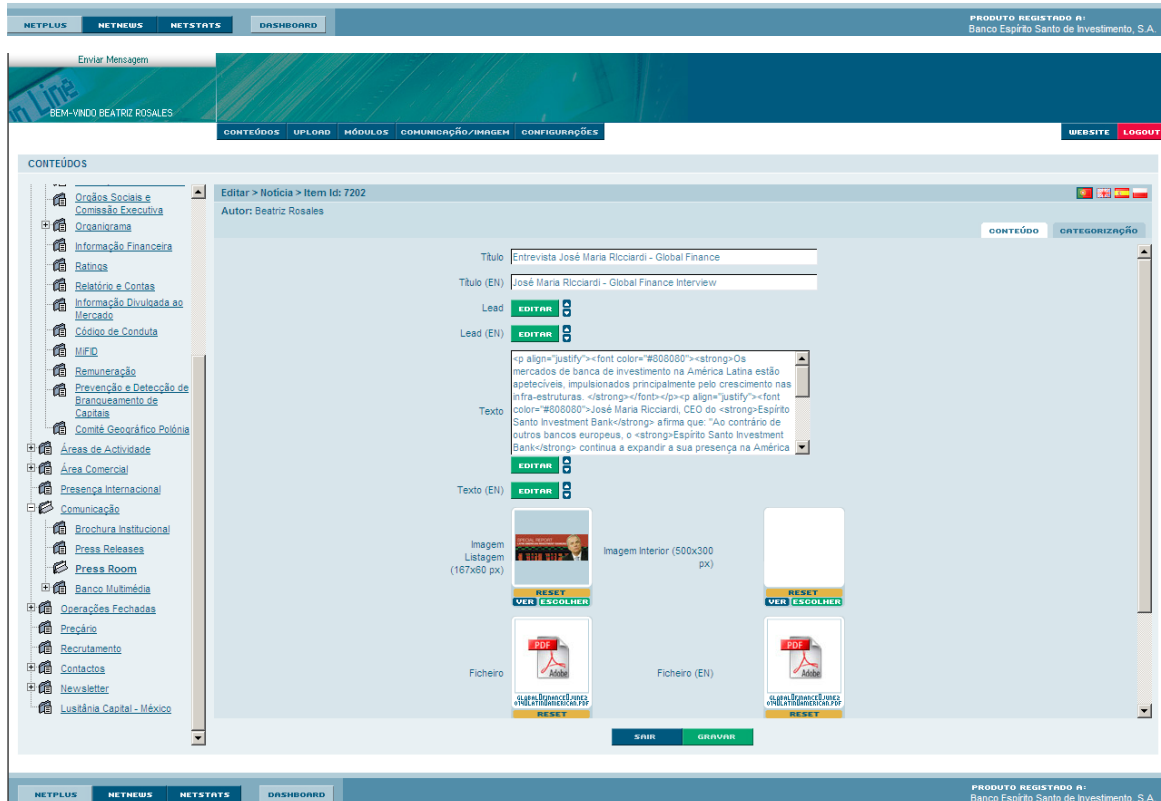 NETPLUS NETNEWS NETSTATS DASHBOARD
PRODUTO REGISTADO A:
Banco Espírito Santo de Investimento, S.A.
Enviar Mensagem
in Line
BEM-VINDO BEATRIZ ROSALES
CONTEÚDOS UPLOAD MÓDULOS COMUNICAÇÃO/IMAGEM CONFIGURAÇÕES
WEBSITE LOGOUT
CONTEÚDOS
Orgãos Sociais e
Comissão Executiva
Organigrama
Informação Financeira
Ratings
Relatório e Contas
Informação Divulgada ao
Mercado
Código de Conduta
MiFID
Remuneração
Prevenção e Detecção de
Branqueamento de
Capitais
Comité Geográfico Polónia
Áreas de Actividade
Área Comercial
Presença Internacional
Comunicação
Brochura Institucional
Press Releases
Press Room
Banco Multimédia
Operações Fechadas
Preçário
Recrutamento
Contactos
Newsletter
Lusitânia Capital - México
Editar > Notícia > Item Id: 7202
Autor: Beatriz Rosales
CONTEÚDO CATEGORIZAÇÃO
Título Entrevista José Maria RIcciardi - Global Finance
Título (EN) José Maria RIcciardi - Global Finance Interview
Lead EDITAR
Lead (EN) EDITAR
Texto
<p align="justify"><font color="#808080"><strong>Os
mercados de banca de investimento na América Latina estão
apetecíveis, impulsionados principalmente pelo crescimento nas
infra-estruturas. </strong></font></p><p align="justify"><font
color="#808080">José Maria Ricciardi, CEO do <strong>Espírito
Santo Investment Bank</strong> afirma que: "Ao contrário de
outros bancos europeus, o <strong>Espírito Santo Investment
Bank</strong> continua a expandir a sua presença na América
EDITAR
Texto (EN) EDITAR
Imagem
Listagem
(167x60 px)
SPECIAL REPORT
RESET
VER ESCOLHER
Imagem Interior (500x300
px)
RESET
VER ESCOLHER
Ficheiro
PDF
Adobe
RESET
Ficheiro (EN)
PDF
Adobe
RESET
SAIR GRAVAR
NETPLUS NETNEWS NETSTATS DASHBOARD
PRODUTO REGISTADO A:
Banco Espírito Santo de Investimento, S.A.